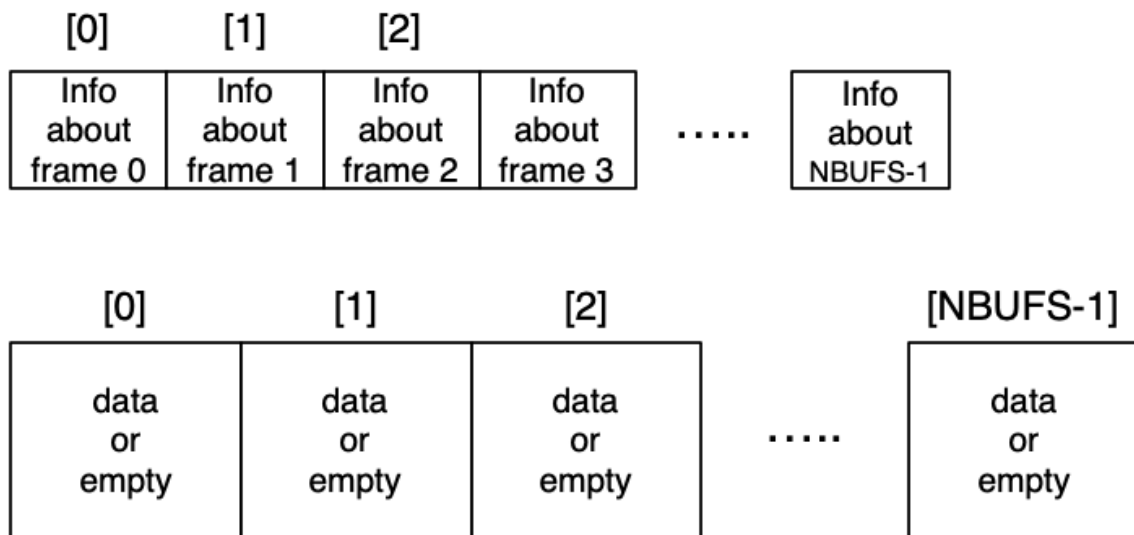 [0] [1] [2]
Info Info Info Info Info
about about about about about
frame 0 frame 1 frame 2 frame 3 ..... NBUFS-1
[0] [1] [2] [NBUFS-1]
data data data data
or or or ..... or
empty empty empty empty